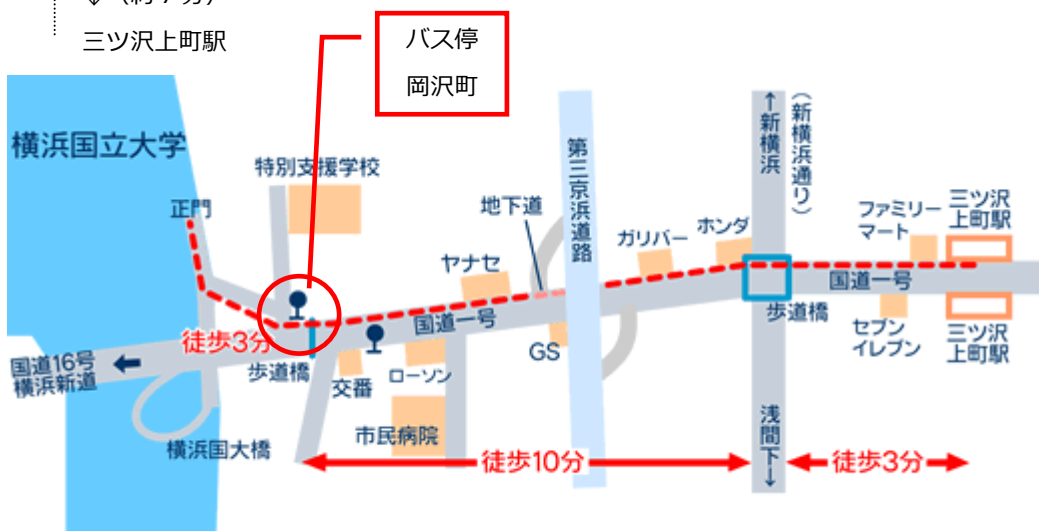 ↓（約７分）
三ツ沢上町駅
バス停
岡沢町
横浜国立大学
正門
特別支援学校
地下道
ヤナセ
第三京浜道路
ガリバー
ホンダ
↑新横浜
（新横浜通り）
ファミリー
マート
三ツ沢
上町駅
国道一号
歩道橋
セブン
イレブン
三ツ沢
上町駅
国道一号
GS
徒歩3分
国道16号
横浜新道
歩道橋
交番
ローソン
市民病院
横浜国大橋
徒歩10分
浅間下↓
徒歩3分